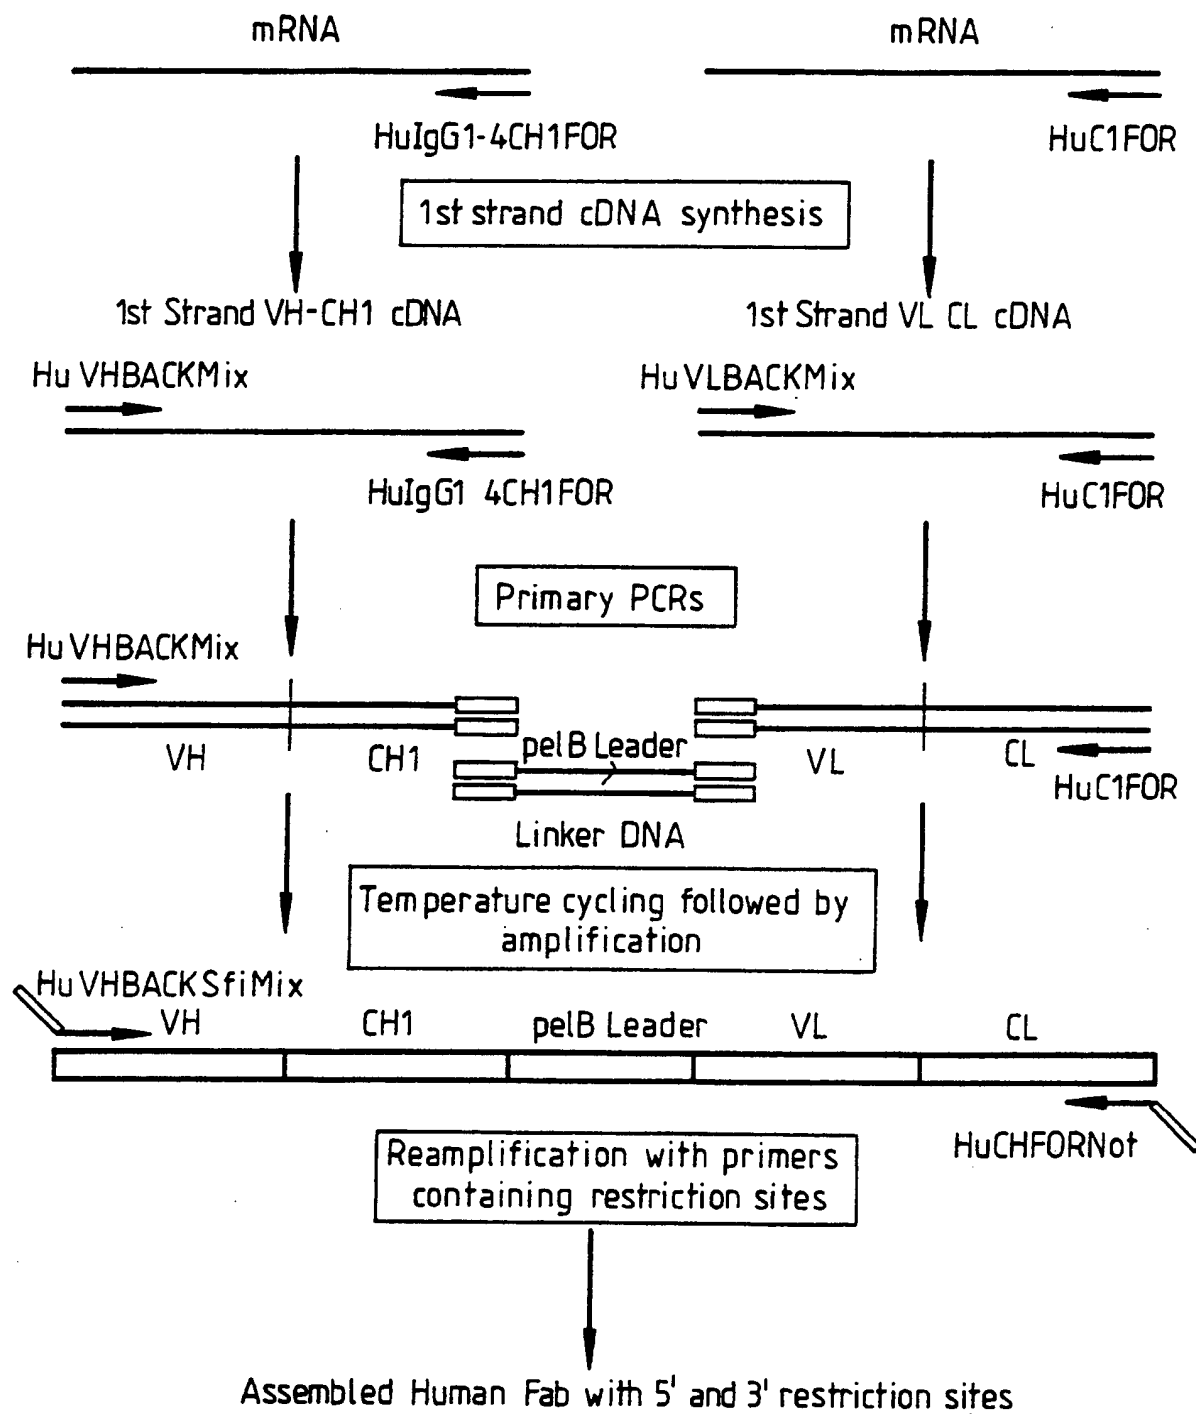 mRNA
mRNA
HuIgG1-4CH1FOR
HuC1FOR
1st strand cDNA synthesis
1st Strand VH-CH1 cDNA
1st Strand VL CL cDNA
Hu VHBACKMix
Hu VLBACKMix
HuIgG1 4CH1FOR
HuC1FOR
Primary PCRs
Hu VHBACKMix
VH
CH1
pelB Leader
VL
CL
HuC1FOR
Linker DNA
Temperature cycling followed by
amplification
Hu VHBACKSfiMix
VH
CH1
pelB Leader
VL
CL
HuCHFORNot
Reamplification with primers
containing restriction sites
Assembled Human Fab with 5' and 3' restriction sites